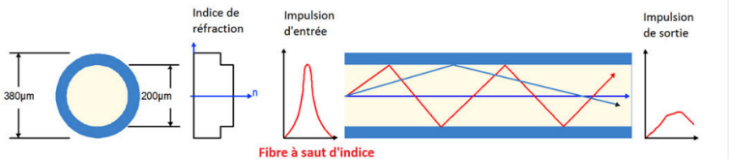 Indice de
réfraction
Impulsion
d'entrée
Impulsion
de sortie
380µm
200µm
n
Fibre à saut d'indice